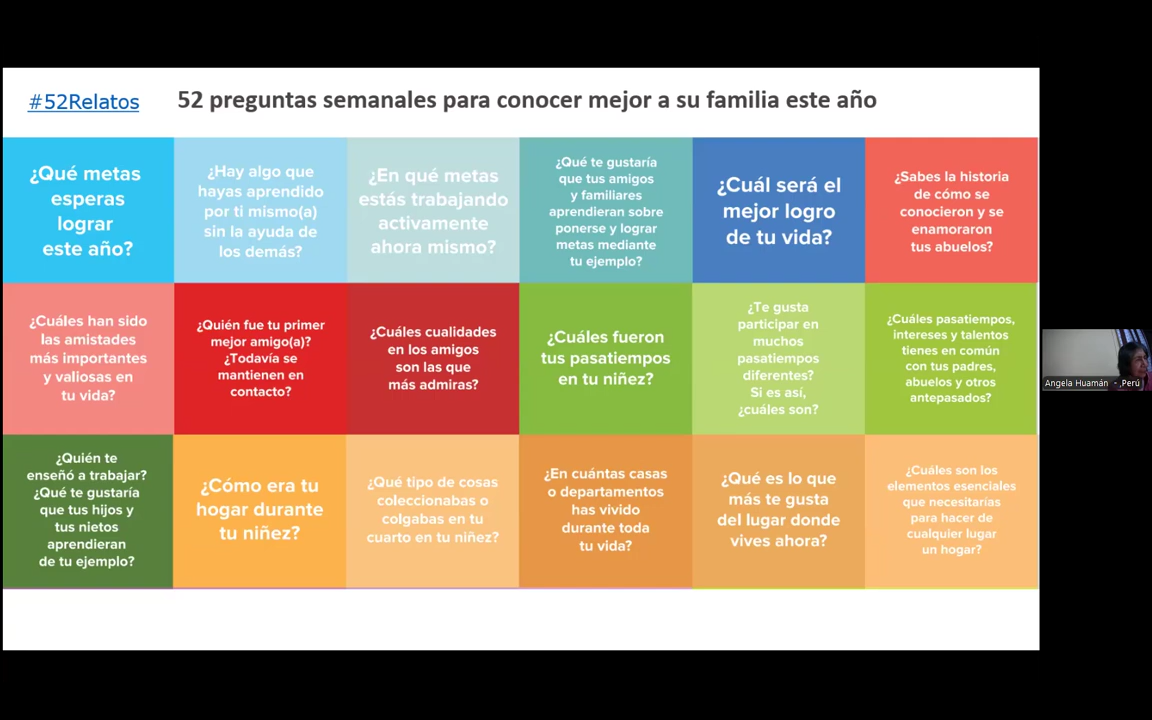 #52Relatos
52 preguntas semanales para conocer mejor a su familia este año
¿Qué metas
esperas
lograr
este año?
¿Hay algo que
hayas aprendido
por ti mismo(a)
sin la ayuda de
los demás?
¿En qué metas
estás trabajando
activamente
ahora mismo?
¿Qué te gustaría
que tus amigos
y familiares
aprendieran sobre
ponerse y lograr
metas mediante
tu ejemplo?
¿Cuál será el
mejor logro
de tu vida?
¿Sabes la historia
de cómo se
conocieron y se
enamoraron
tus abuelos?
¿Cuáles han sido
las amistades
más importantes
y valiosas en
tu vida?
¿Quién fue tu primer
mejor amigo(a)?
¿Todavía se
mantienen en
contacto?
¿Cuáles cualidades
en los amigos
son las que
más admiras?
¿Cuáles fueron
tus pasatiempos
en tu niñez?
¿Te gusta
participar en
muchos
pasatiempos
diferentes?
Si es así,
¿cuáles son?
¿Cuáles pasatiempos,
intereses y talentos
tienes en común
con tus padres,
abuelos y otros
antepasados?
¿Quién te
enseñó a trabajar?
¿Qué te gustaría
que tus hijos y
tus nietos
aprendieran
de tu ejemplo?
¿Cómo era tu
hogar durante
tu niñez?
¿Qué tipo de cosas
coleccionabas o
colgabas en tu
cuarto en tu niñez?
¿En cuántas casas
o departamentos
has vivido
durante toda
tu vida?
¿Qué es lo que
más te gusta
del lugar donde
vives ahora?
¿Cuáles son los
elementos esenciales
que necesitarías
para hacer de
cualquier lugar
un hogar?
Angela Huamán - ,Perú